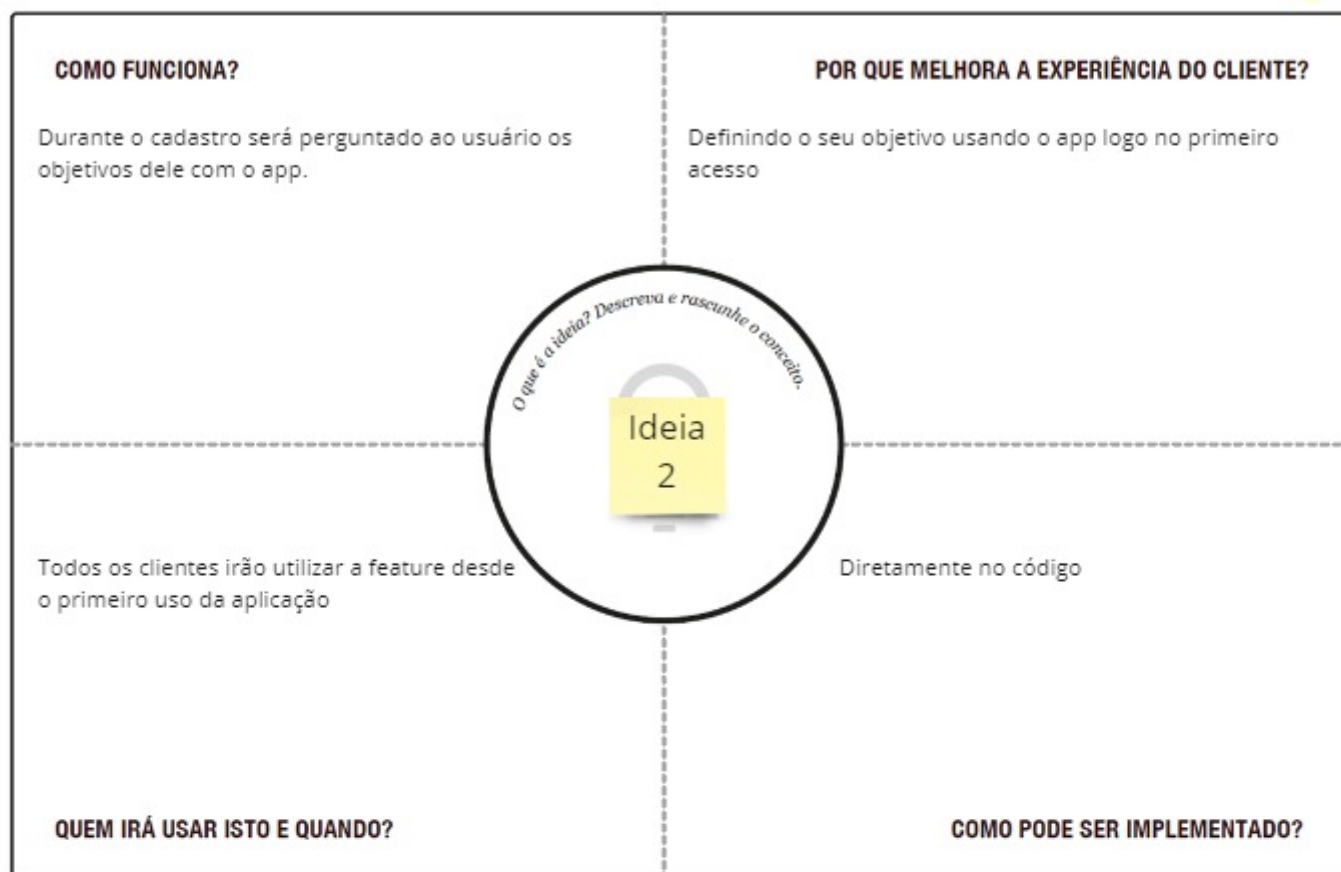 COMO FUNCIONA?
Durante o cadastro será perguntado ao usuário os
objetivos dele com o app.
POR QUE MELHORA A EXPERIÊNCIA DO CLIENTE?
Definindo o seu objetivo usando o app logo no primeiro
acesso
O que é a ideia? Descreva e rascunhe o conceito.
Ideia
2
Todos os clientes irão utilizar a feature desde
o primeiro uso da aplicação
QUEM IRÁ USAR ISTO E QUANDO?
Diretamente no código
COMO PODE SER IMPLEMENTADO?